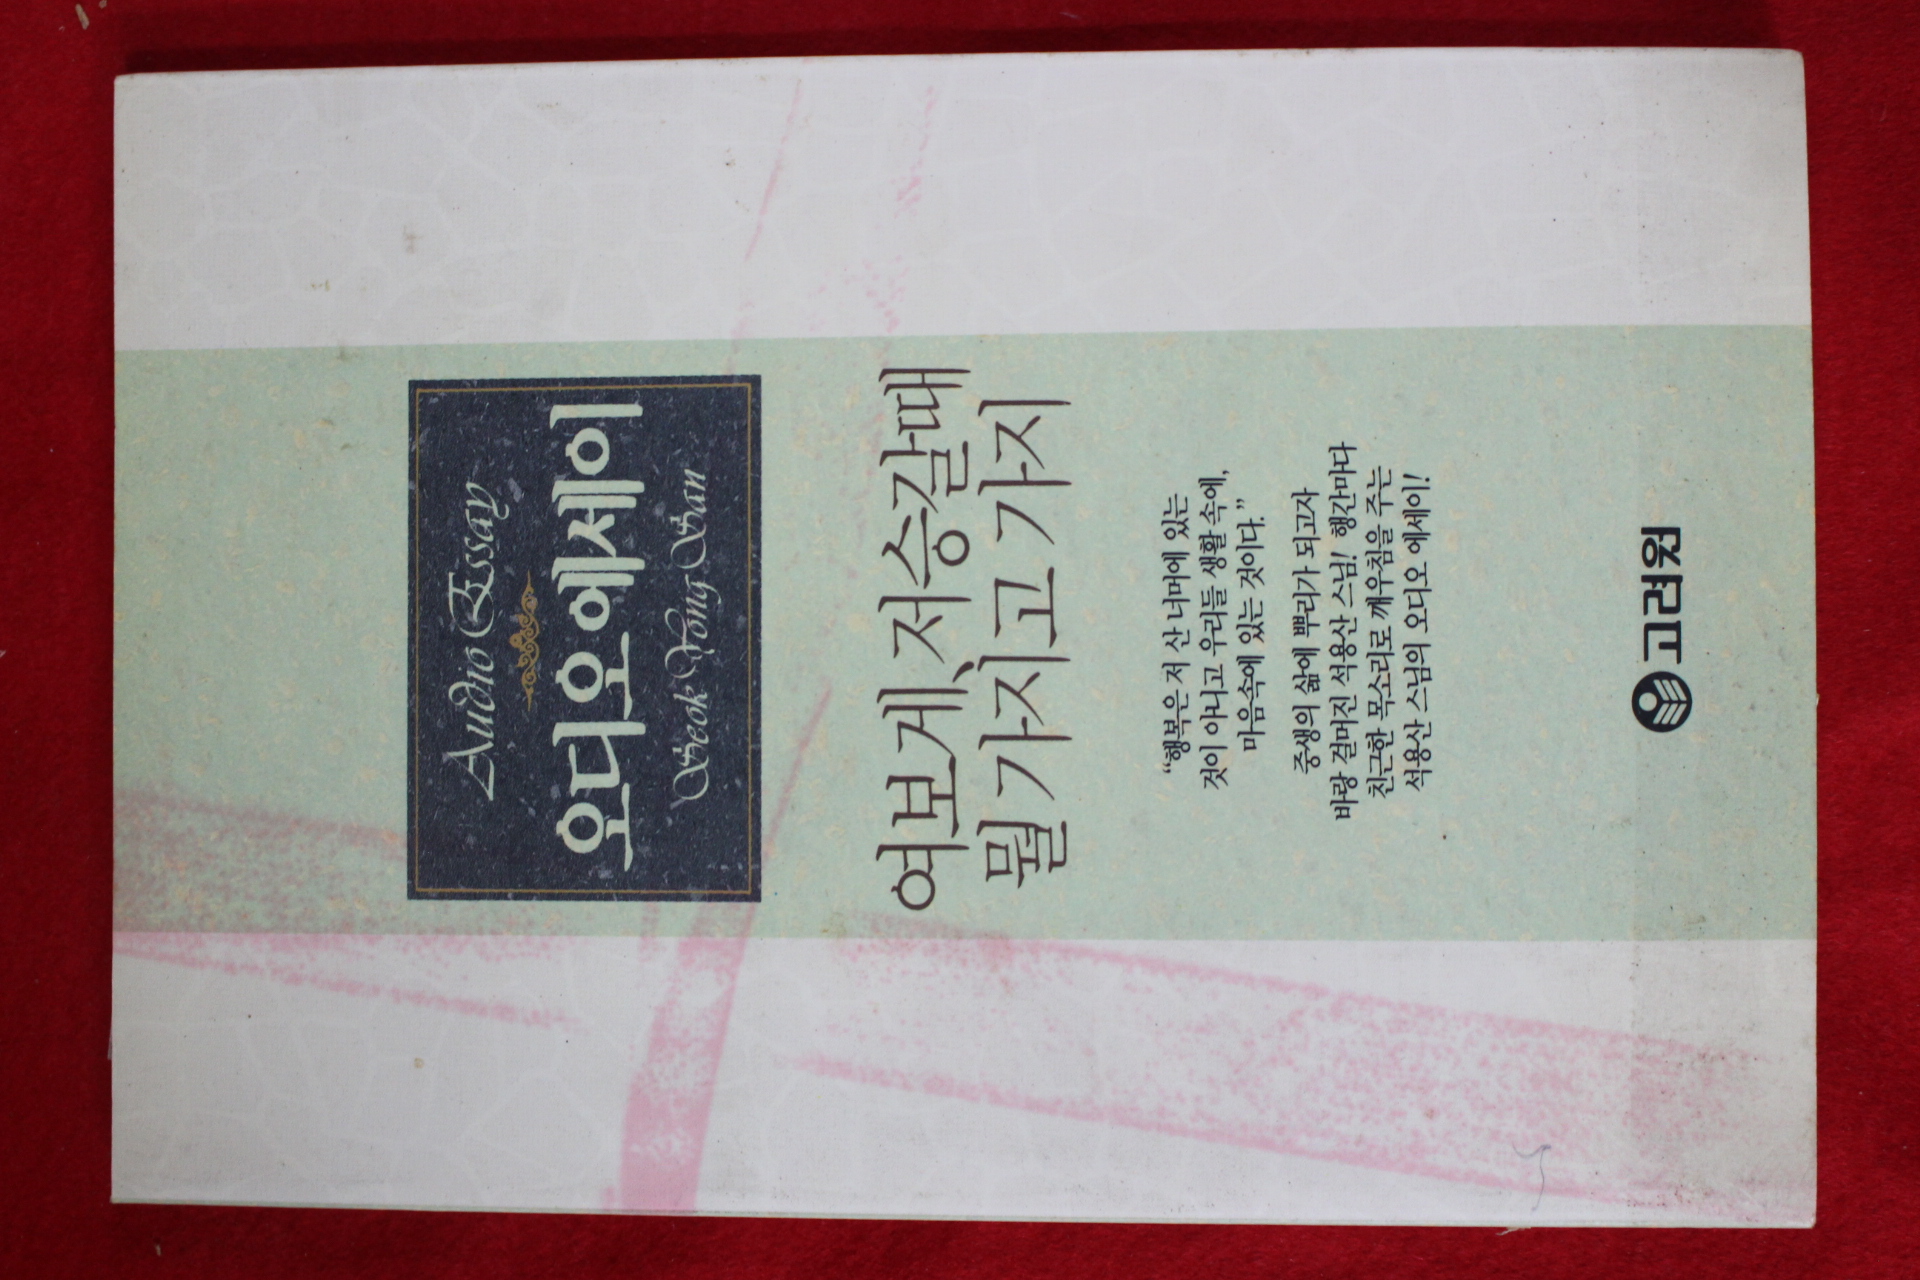 Audio Essay
오디오 에세이
Seok Yong San
여보게, 저승갈때
뭘 가지고 가지
“행복은 저 산 너머에 있는
것이 아니고 우리들 생활 속에,
마음속에 있는 것이다.”
중생의 삶에 뿌리가 되고자
바랑 걸머진 석용산 스님! 행간마다
친근한 목소리로 깨우침을 주는
석용산 스님의 오디오 에세이!
고려원